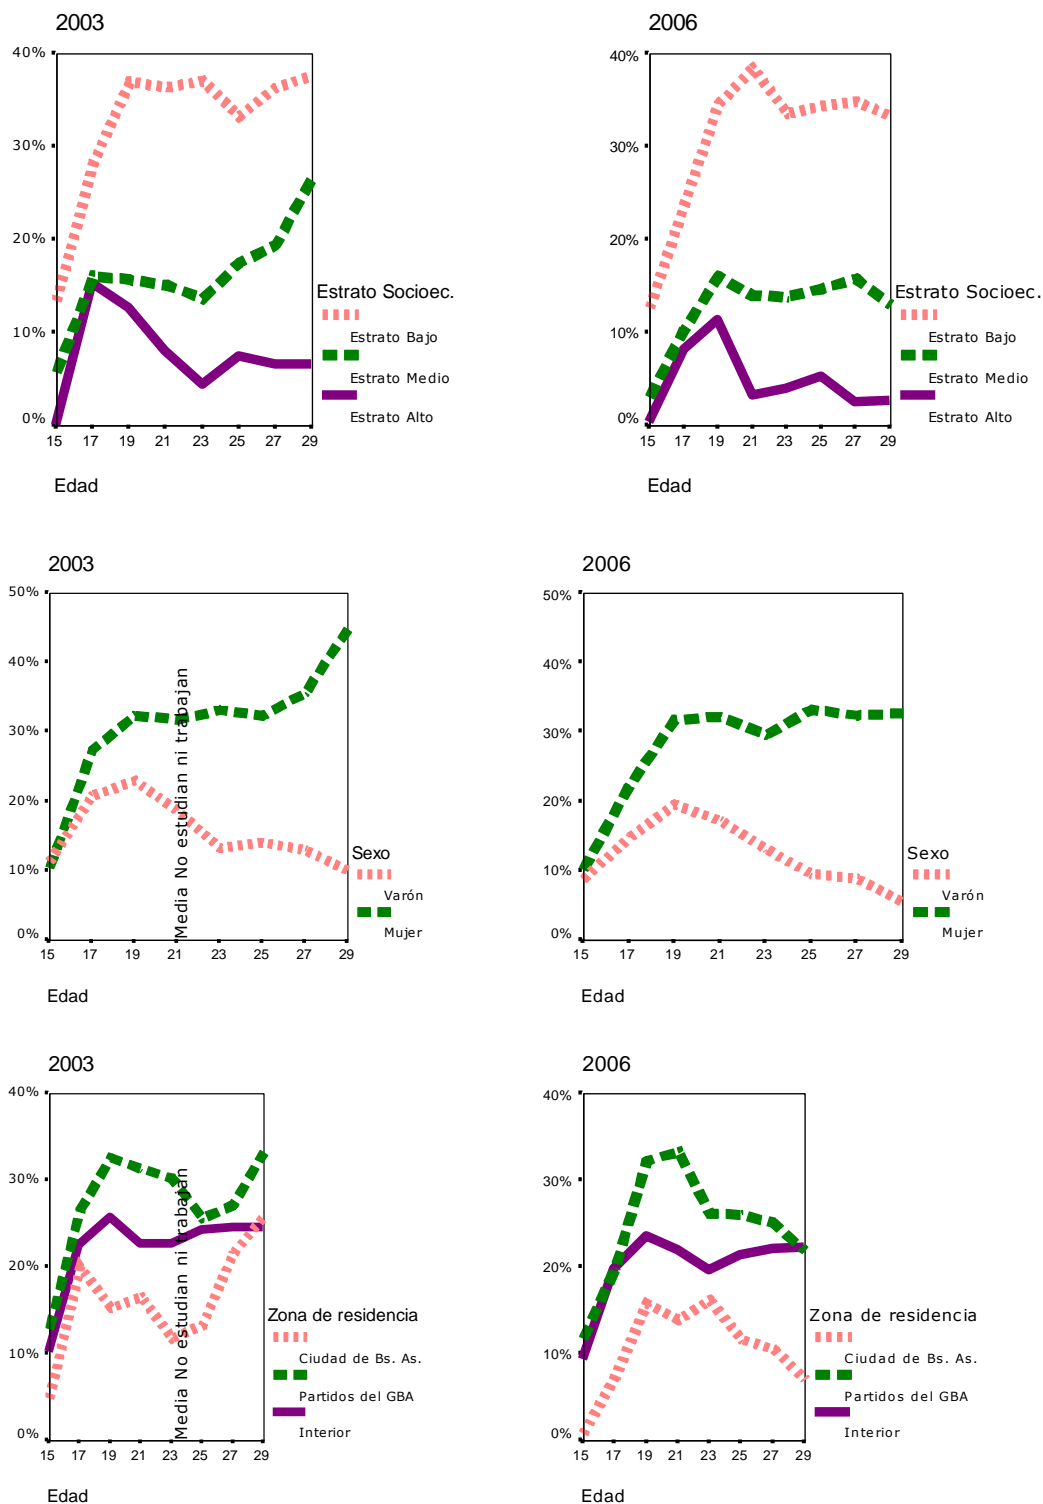 2003
40%
30%
20%
10%
0%
15 17 19 21 23 25 27 29
Edad
Estrato Socioec.
Estrato Bajo
Estrato Medio
Estrato Alto
2006
40%
30%
20%
10%
0%
15 17 19 21 23 25 27 29
Edad
Estrato Socioec.
Estrato Bajo
Estrato Medio
Estrato Alto
2003
50%
40%
30%
20%
10%
0%
Media No estudian ni trabajan
15 17 19 21 23 25 27 29
Edad
Sexo
Varón
Mujer
2006
50%
40%
30%
20%
10%
0%
15 17 19 21 23 25 27 29
Edad
Sexo
Varón
Mujer
2003
40%
30%
20%
10%
0%
Media No estudian ni trabajan
15 17 19 21 23 25 27 29
Edad
Zona de residencia
Ciudad de Bs. As.
Partidos del GBA
Interior
2006
40%
30%
20%
10%
0%
15 17 19 21 23 25 27 29
Edad
Zona de residencia
Ciudad de Bs. As.
Partidos del GBA
Interior